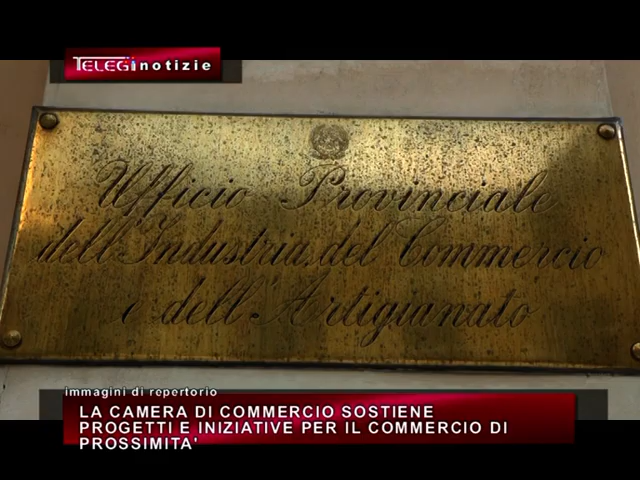 TELEGInotizie
Ufficio Provinciale
dell'Industria, del Commercio
e dell'Artigianato
immagini di repertorio
LA CAMERA DI COMMERCIO SOSTIENE
PROGETTI E INIZIATIVE PER IL COMMERCIO DI
PROSSIMITA'